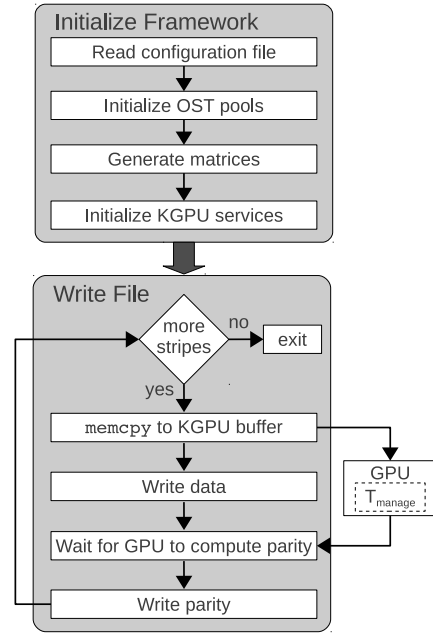 Initialize Framework
Read configuration file
Initialize OST pools
Generate matrices
Initialize KGPU services
Write File
more
stripes
no
exit
yes
memcpy to KGPU buffer
GPU
Tmanage
Write data
Wait for GPU to compute parity
Write parity